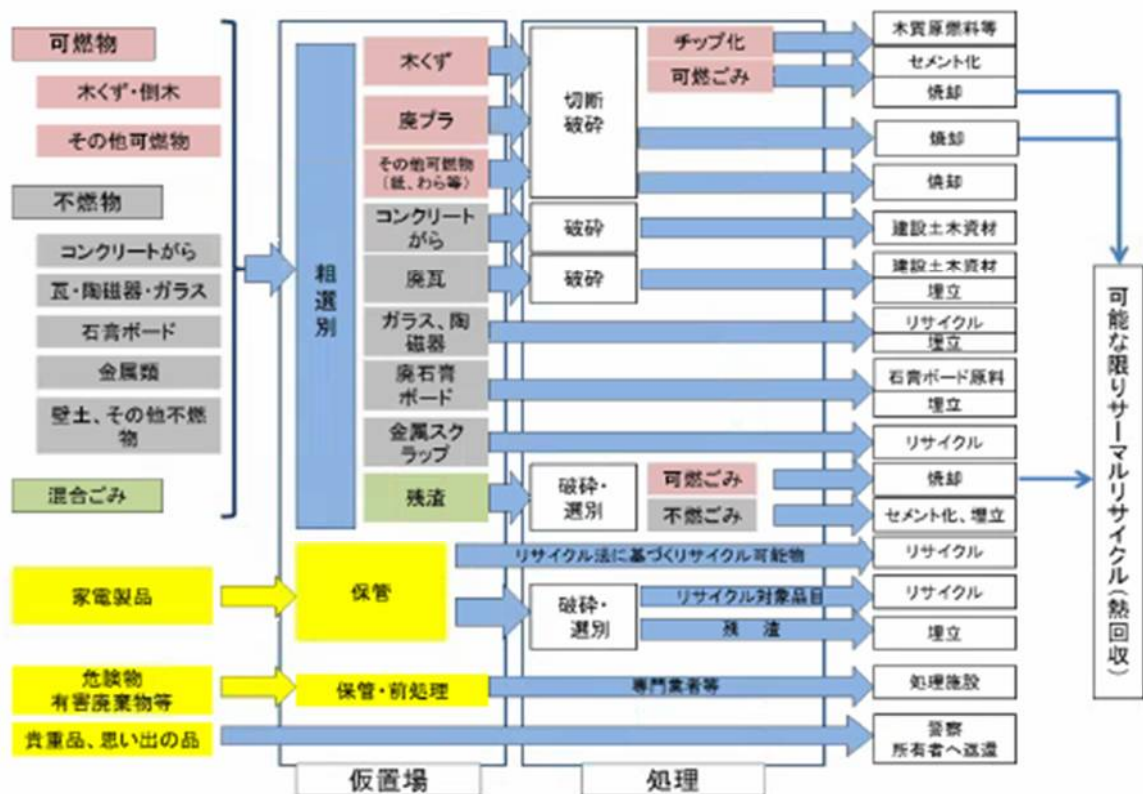 可燃物
木くず・倒木
その他可燃物
不燃物
コンクリートがら
瓦・陶磁器・ガラス
石膏ボード
金属類
壁土、その他不燃
物
混合ごみ
家電製品
危険物
有害廃棄物等
貴重品、思い出の品
粗選別
木くず
廃プラ
その他可燃物
(紙、わら等)
コンクリート
がら
廃瓦
ガラス、陶
磁器
廃石膏
ボード
金属スク
ラップ
残渣
保管
保管・前処理
仮置場
切断
破砕
チップ化
可燃ごみ
破砕
破砕
破砕・
選別
可燃ごみ
不燃ごみ
リサイクル法に基づくリサイクル可能物
破砕・
選別
リサイクル対象品目
残 渣
専門業者等
処理
木質原燃料等
セメント化
焼却
焼却
焼却
建設土木資材
建設土木資材
埋立
リサイクル
埋立
石膏ボード原料
埋立
リサイクル
焼却
セメント化、埋立
リサイクル
リサイクル
埋立
処理施設
警察
所有者へ返還
可能な限りサーマルリサイクル(熱回収)